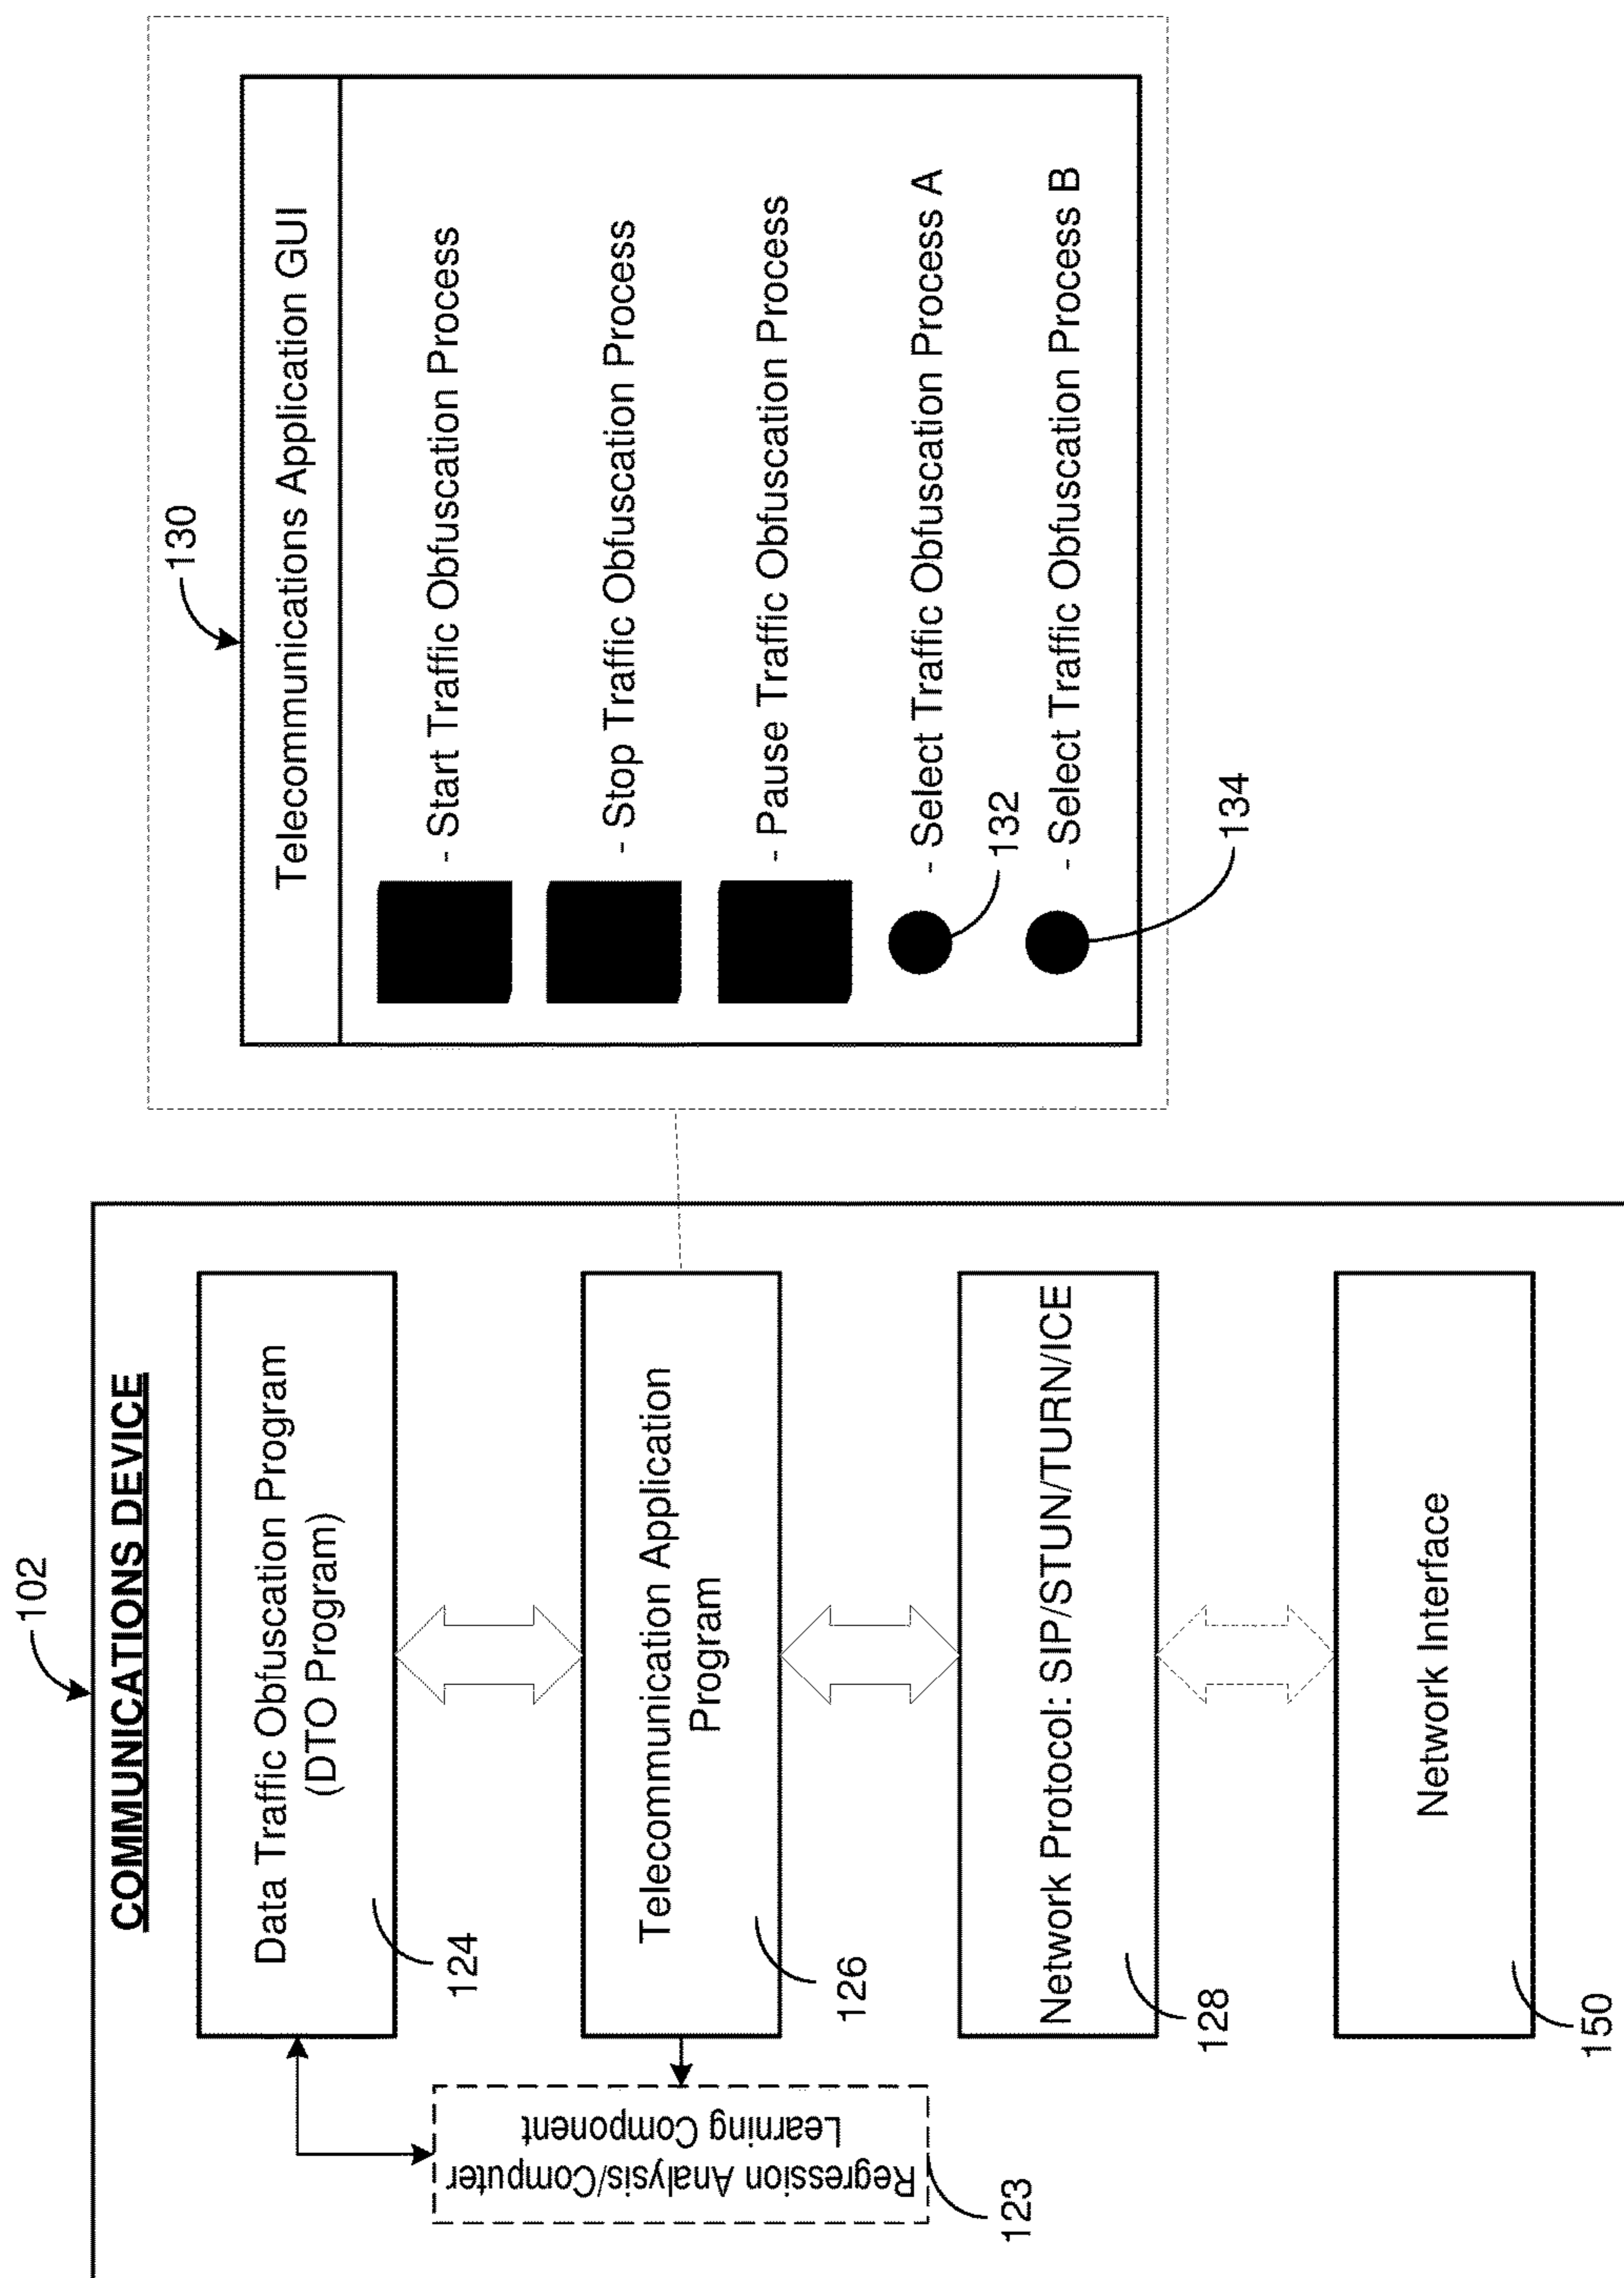 102
COMMUNICATIONS DEVICE
Data Traffic Obfuscation Program
(DTO Program)
124
Telecommunication Application
Program
126
Network Protocol: SIP/STUN/TURN/ICE
128
Network Interface
150
Regression Analysis/Computer
Learning Component
123
130
Telecommunications Application GUI
- Start Traffic Obfuscation Process
- Stop Traffic Obfuscation Process
- Pause Traffic Obfuscation Process
- Select Traffic Obfuscation Process A
132
- Select Traffic Obfuscation Process B
134